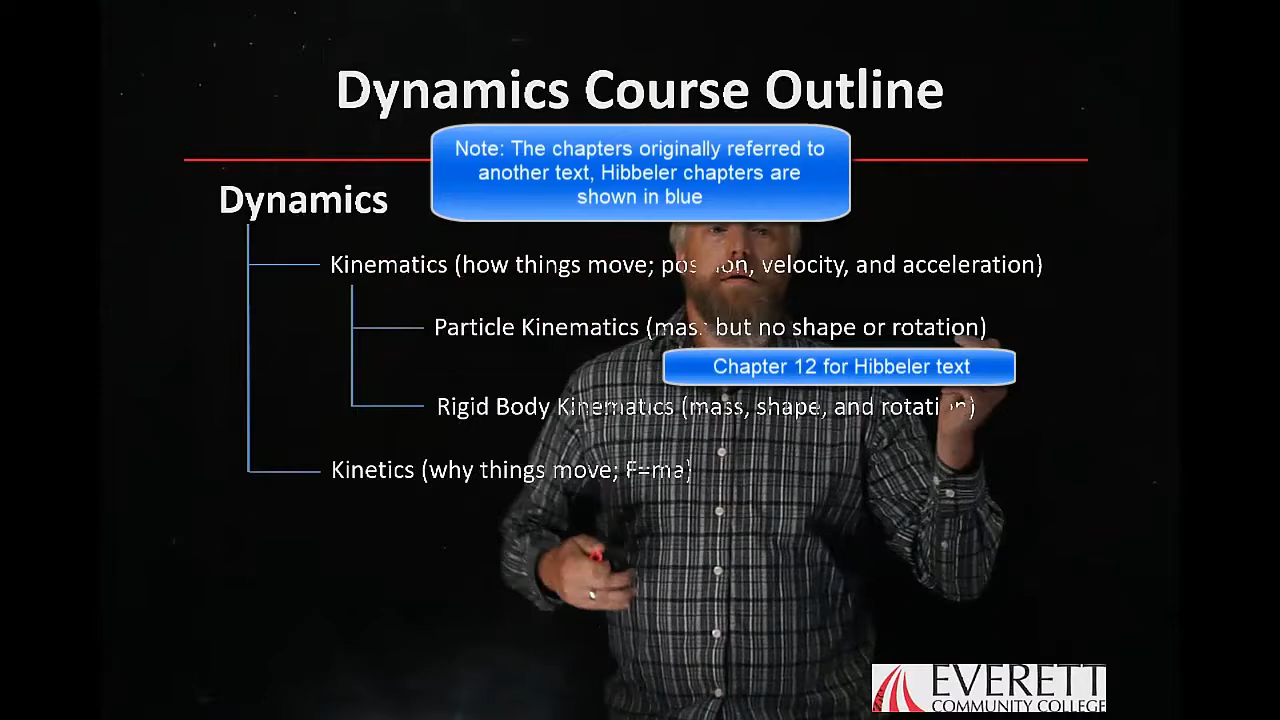 Dynamics Course Outline
Note: The chapters originally referred to
another text, Hibbeler chapters are
shown in blue
Dynamics
Kinematics (how things move; position, velocity, and acceleration)
Particle Kinematics (mass but no shape or rotation)
Chapter 12 for Hibbeler text
Rigid Body Kinematics (mass, shape, and rotation)
Kinetics (why things move; F=ma)
EVERETT
COMMUNITY COLLEGE